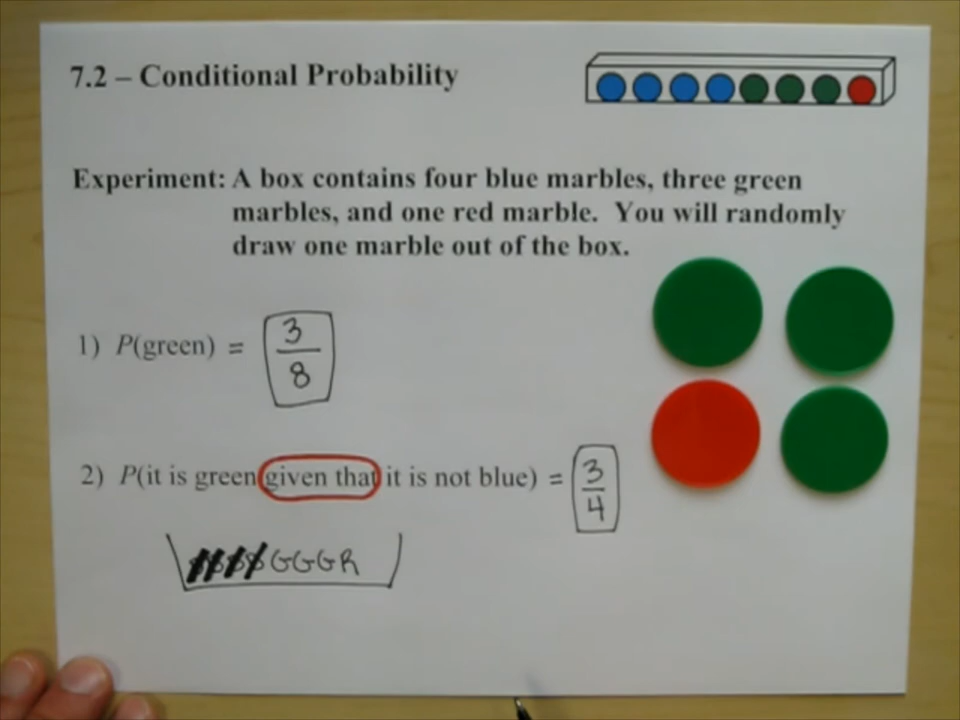 7.2 – Conditional Probability
Experiment: A box contains four blue marbles, three green
marbles, and one red marble. You will randomly
draw one marble out of the box.
1) P(green) = 3/8
2) P(it is green given that it is not blue) = 3/4
GGGR